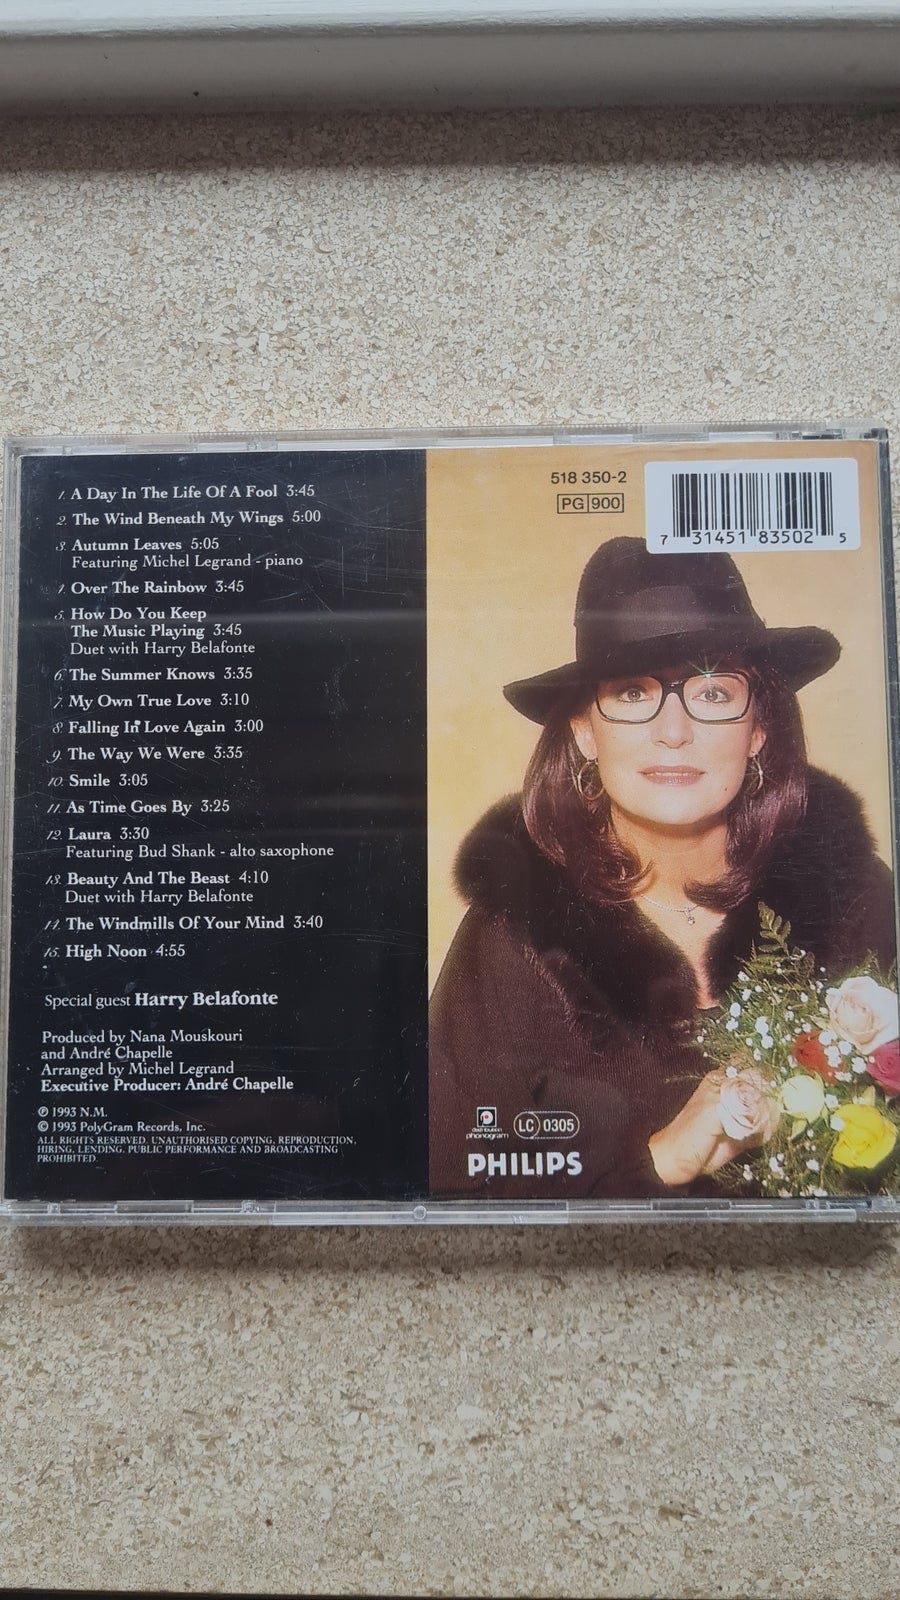 1. A Day In The Life Of A Fool 3:45
2. The Wind Beneath My Wings 5:00
3. Autumn Leaves 5:05
Featuring Michel Legrand - piano
4. Over The Rainbow 3:45
5. How Do You Keep
The Music Playing 3:45
Duet with Harry Belafonte
6. The Summer Knows 3:35
7. My Own True Love 3:10
8. Falling In Love Again 3:00
9. The Way We Were 3:35
10. Smile 3:05
11. As Time Goes By 3:25
12. Laura 3:30
Featuring Bud Shank - alto saxophone
13. Beauty And The Beast 4:10
Duet with Harry Belafonte
14. The Windmills Of Your Mind 3:40
15. High Noon 4:55
Special guest Harry Belafonte
Produced by Nana Mouskouri
and André Chapelle
Arranged by Michel Legrand
Executive Producer: André Chapelle
℗ 1993 N.M.
© 1993 PolyGram Records, Inc.
ALL RIGHTS RESERVED. UNAUTHORISED COPYING, REPRODUCTION,
HIRING, LENDING, PUBLIC PERFORMANCE AND BROADCASTING
PROHIBITED.
518 350-2
PG 900
7 31451 83502 5
distribution
phonogram
LC 0305
PHILIPS